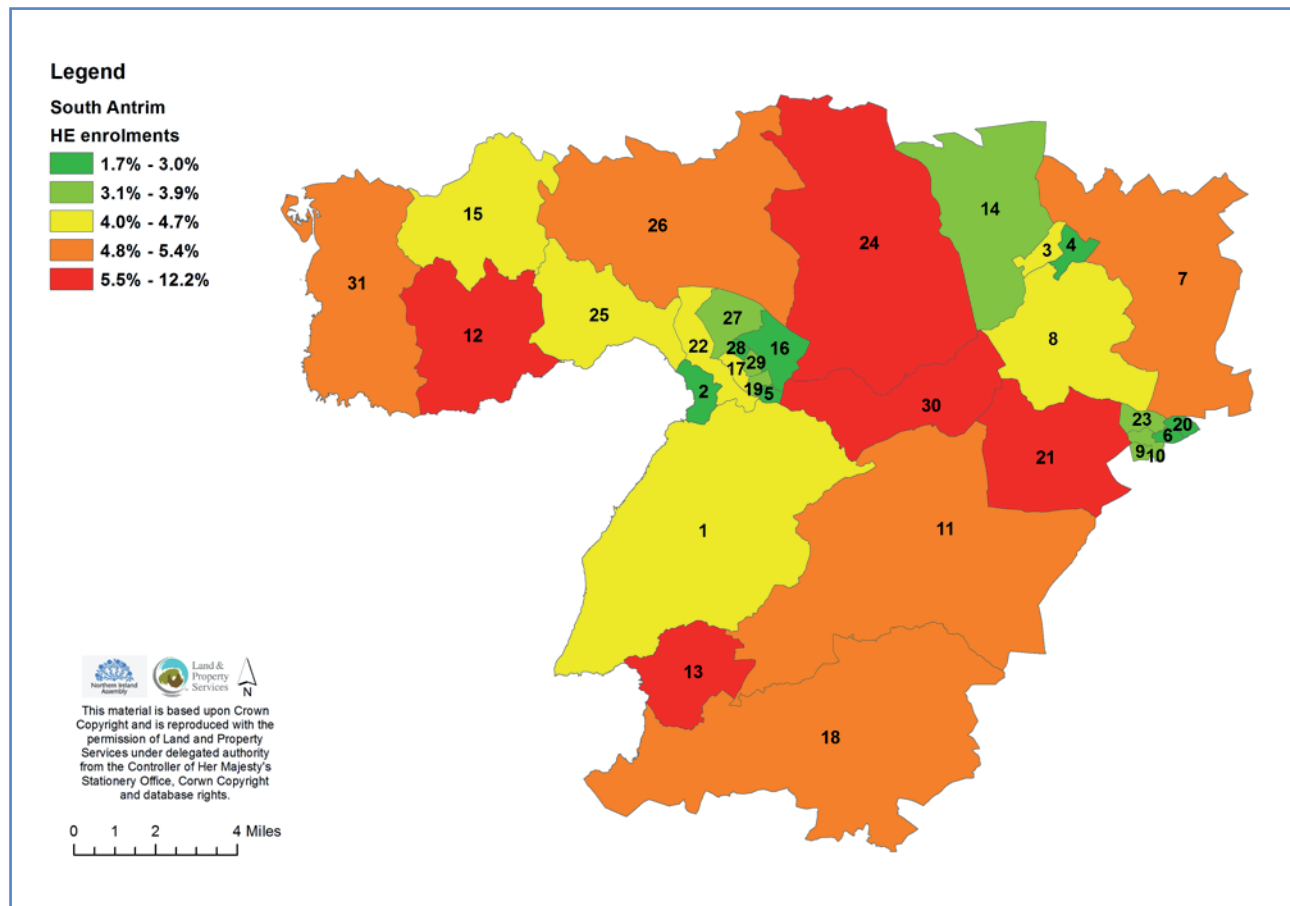 Legend
South Antrim
HE enrolments
1.7% - 3.0%
3.1% - 3.9%
4.0% - 4.7%
4.8% - 5.4%
5.5% - 12.2%
14
15
26
24
3
4
7
31
12
25
27
22
28
16
8
17
29
2
19
5
30
23
20
6
9
10
21
1
11
13
18
Northern Ireland
Assembly
Land &
Property
Services
N
This material is based upon Crown
Copyright and is reproduced with the
permission of Land and Property
Services under delegated authority
from the Controller of Her Majesty's
Stationery Office, Corwn Copyright
and database rights.
0 1 2 4 Miles